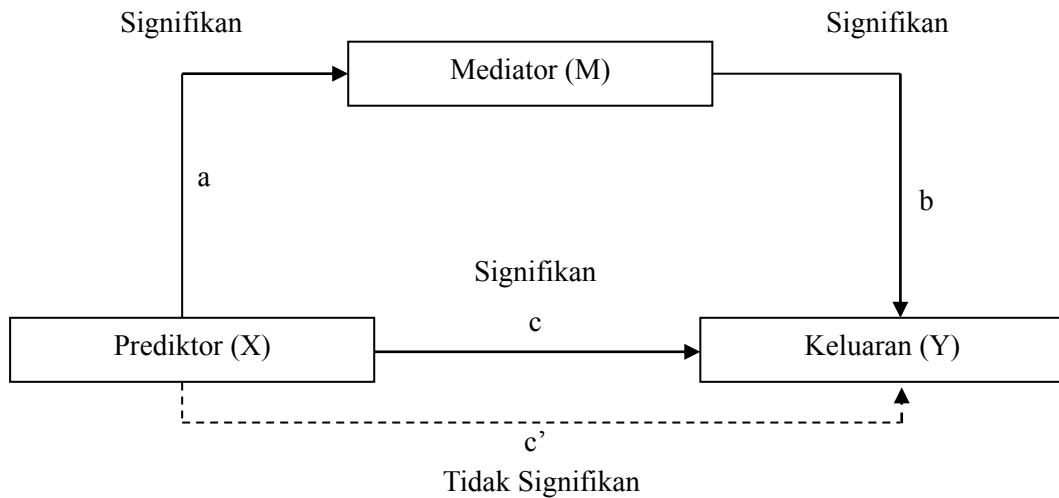 Signifikan
Signifikan
Mediator (M)
a
b
Signifikan
c
Prediktor (X)
Keluaran (Y)
c’
Tidak Signifikan